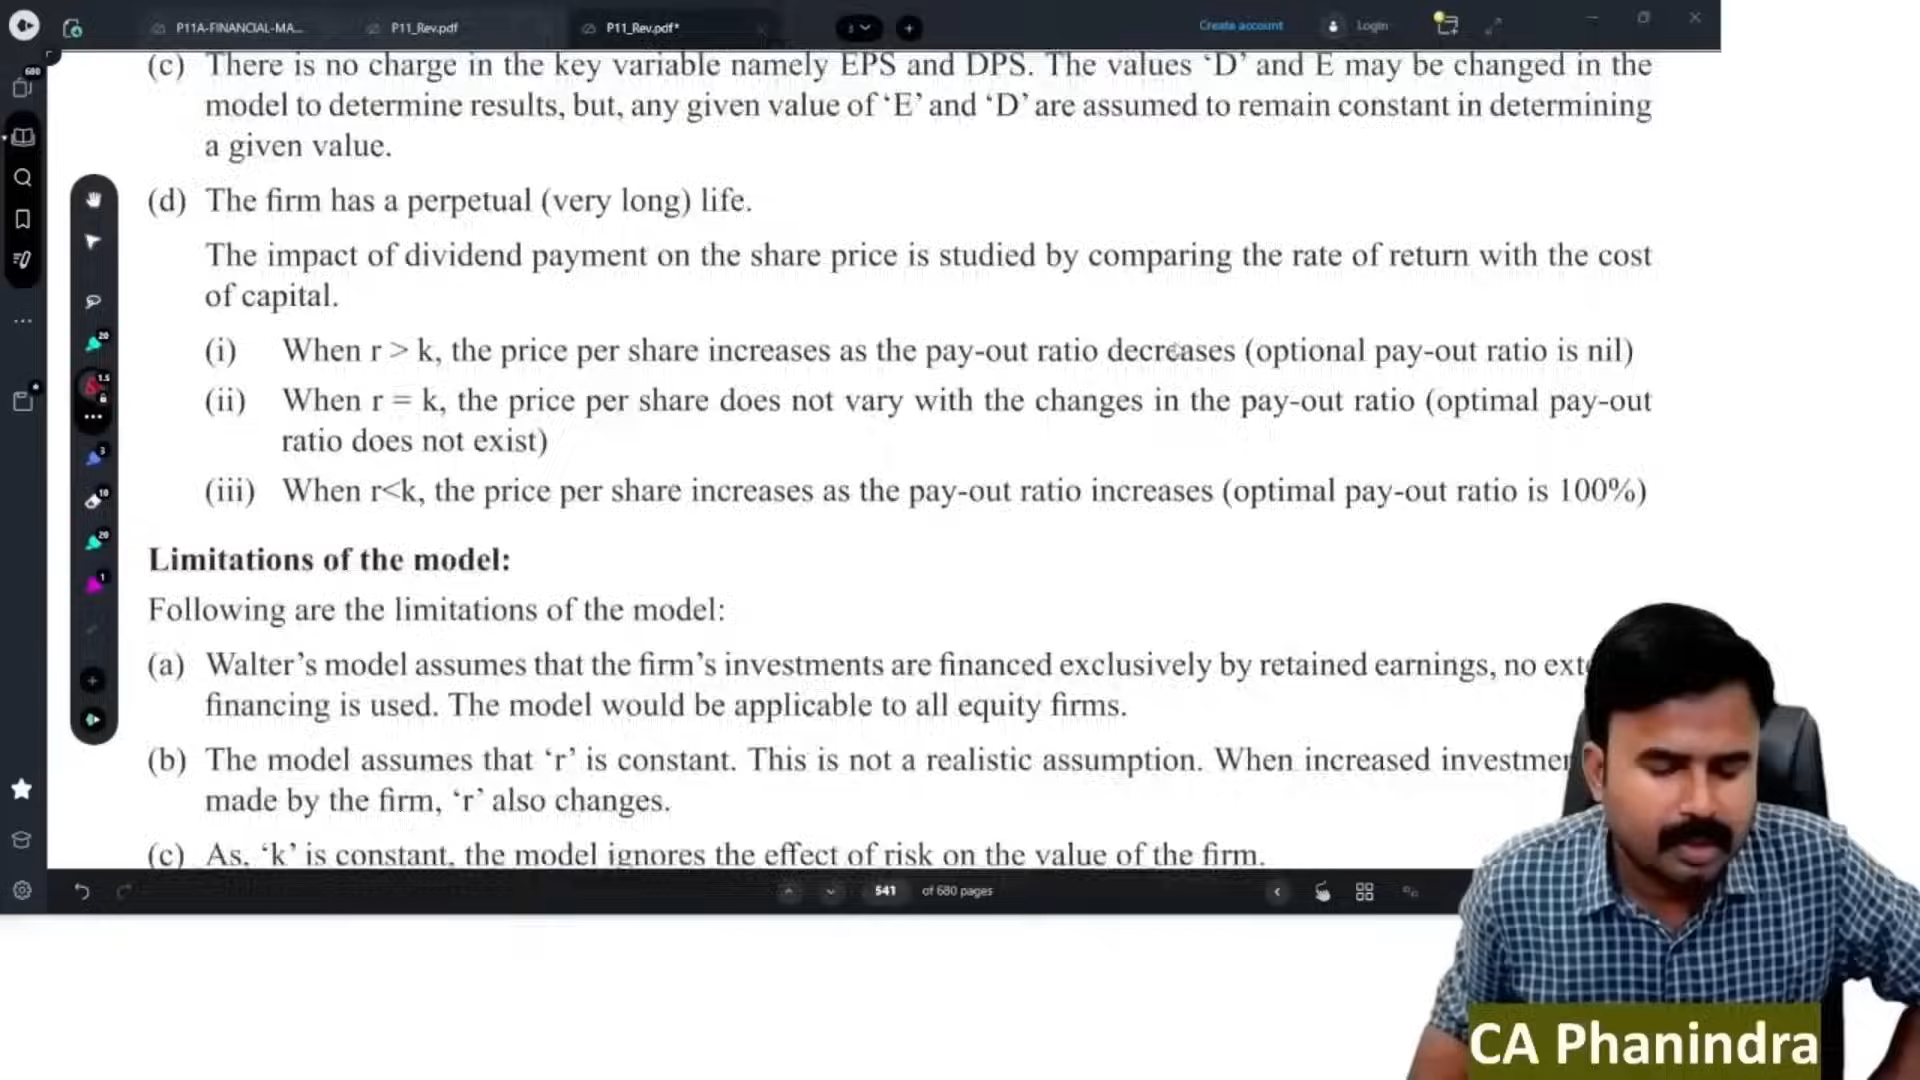 P11A-FINANCIAL-MA...
P11_Rev.pdf
P11_Rev.pdf*
Create account
Login
(c) There is no charge in the key variable namely EPS and DPS. The values ‘D’ and E may be changed in the
model to determine results, but, any given value of ‘E’ and ‘D’ are assumed to remain constant in determining
a given value.
(d) The firm has a perpetual (very long) life.
The impact of dividend payment on the share price is studied by comparing the rate of return with the cost
of capital.
(i) When r > k, the price per share increases as the pay-out ratio decreases (optional pay-out ratio is nil)
(ii) When r = k, the price per share does not vary with the changes in the pay-out ratio (optimal pay-out
ratio does not exist)
(iii) When r<k, the price per share increases as the pay-out ratio increases (optimal pay-out ratio is 100%)
Limitations of the model:
Following are the limitations of the model:
(a) Walter’s model assumes that the firm’s investments are financed exclusively by retained earnings, no
financing is used. The model would be applicable to all equity firms.
(b) The model assumes that ‘r’ is constant. This is not a realistic assumption. When increased
made by the firm, ‘r’ also changes.
(c) As, ‘k’ is constant, the model ignores the effect of risk on the value of the firm.
541 of 680 pages
680
20
1.5
3
10
20
1
CA Phanindra